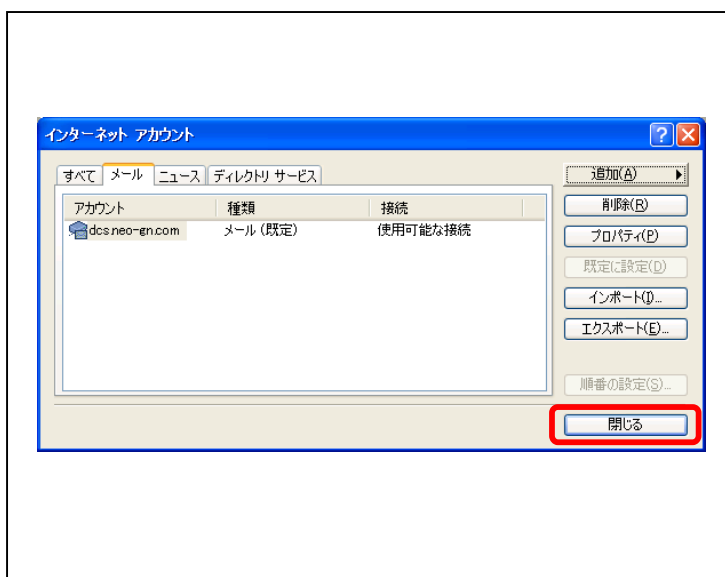 インターネット アカウント
すべて メール ニュース ディレクトリ サービス
アカウント 種類 接続
dcs.neo-gn.com メール (既定) 使用可能な接続
追加(A)
削除(R)
プロパティ(P)
既定に設定(D)
インポート(I)...
エクスポート(E)...
順番の設定(S)...
閉じる